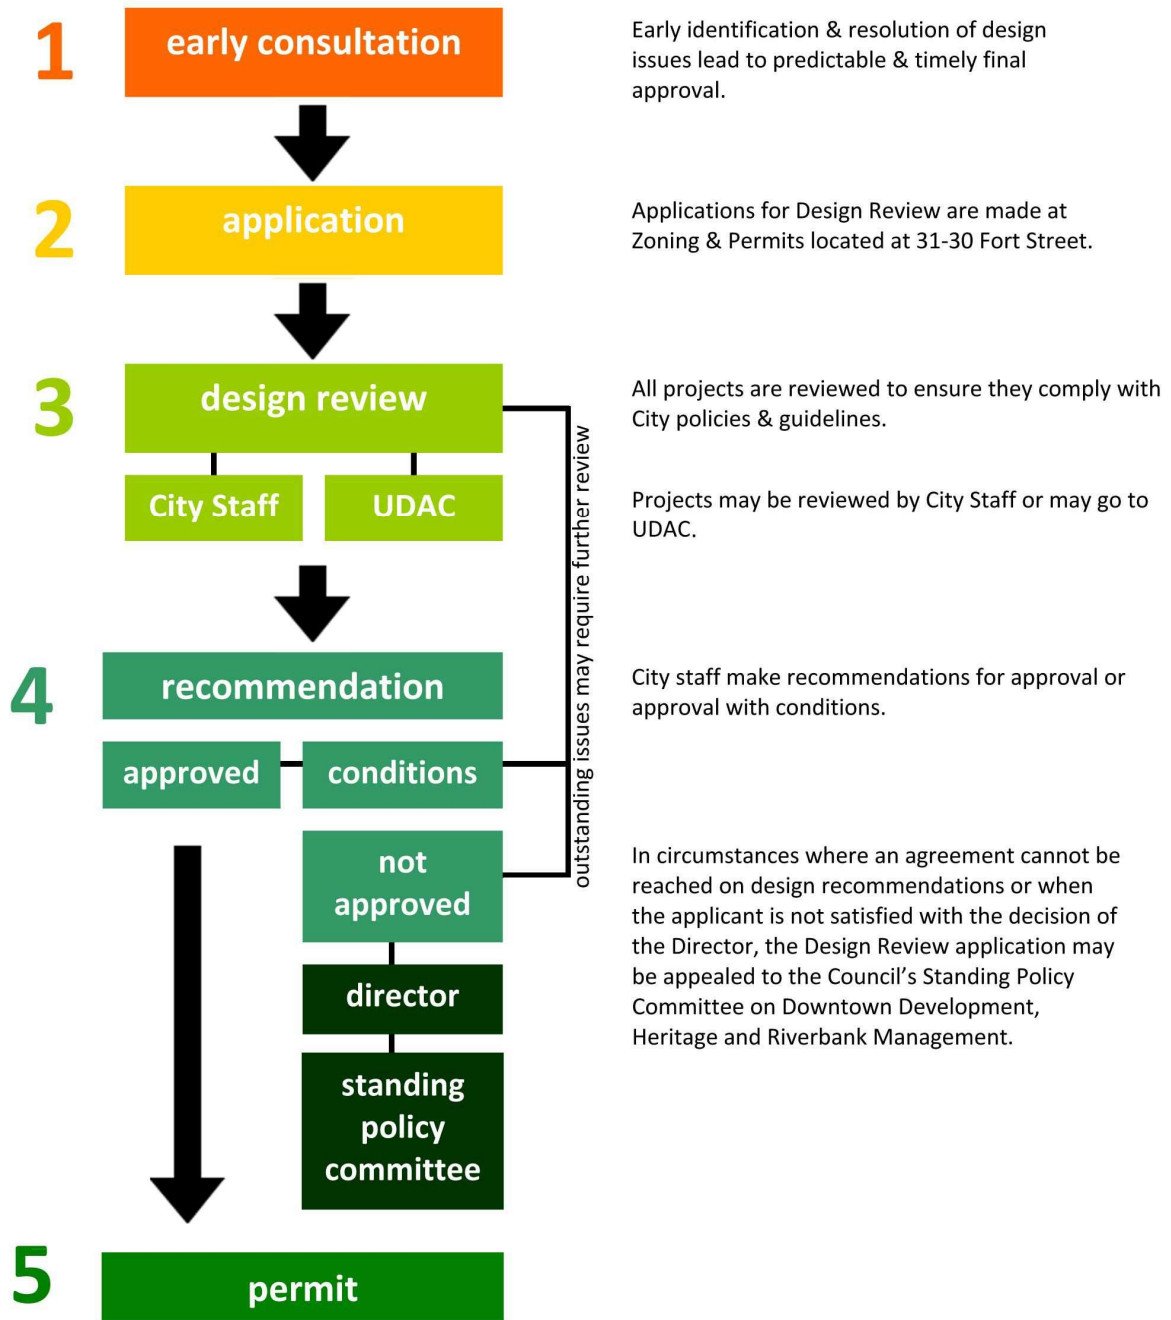 1
early consultation
Early identification & resolution of design
issues lead to predictable & timely final
approval.
2
application
Applications for Design Review are made at
Zoning & Permits located at 31-30 Fort Street.
3
design review
All projects are reviewed to ensure they comply with
City policies & guidelines.
City Staff
UDAC
Projects may be reviewed by City Staff or may go to
UDAC.
outstanding issues may require further review
4
recommendation
City staff make recommendations for approval or
approval with conditions.
approved
conditions
not
approved
In circumstances where an agreement cannot be
reached on design recommendations or when
the applicant is not satisfied with the decision of
the Director, the Design Review application may
be appealed to the Council’s Standing Policy
Committee on Downtown Development,
Heritage and Riverbank Management.
director
standing
policy
committee
5
permit